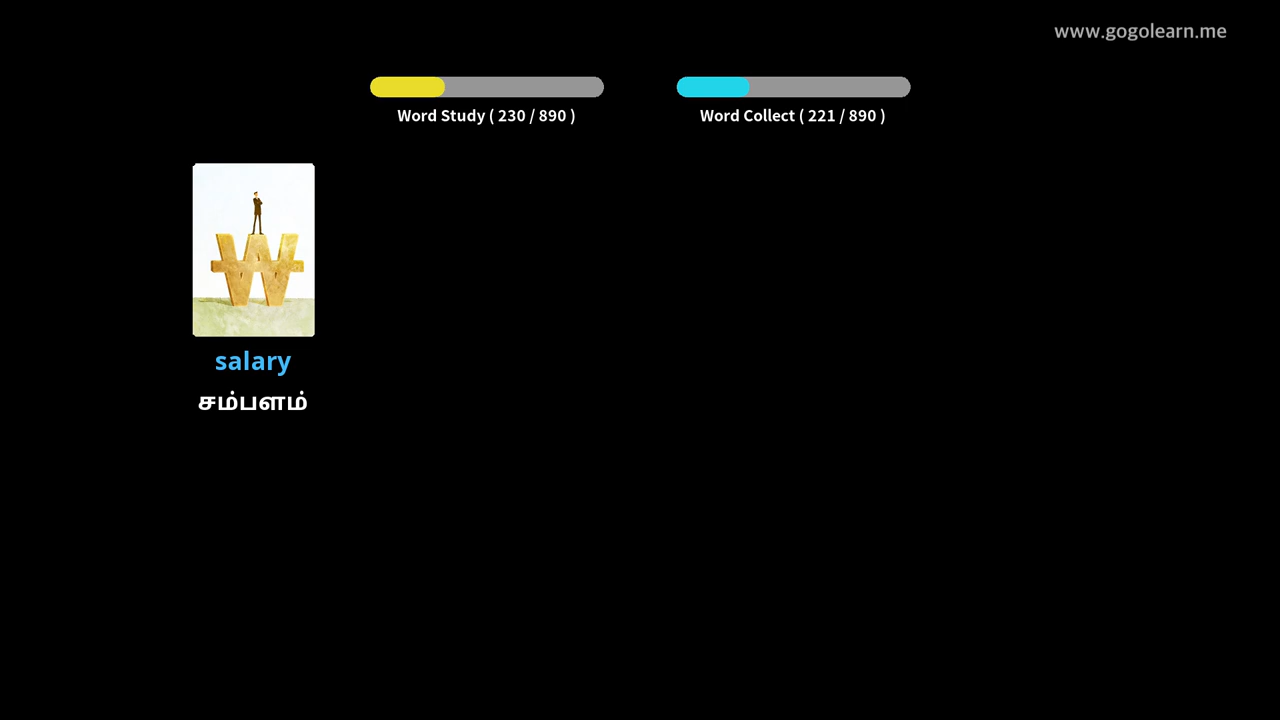 www.gogolearn.me
Word Study ( 230 / 890 )
Word Collect ( 221 / 890 )
salary
சம்பளம்